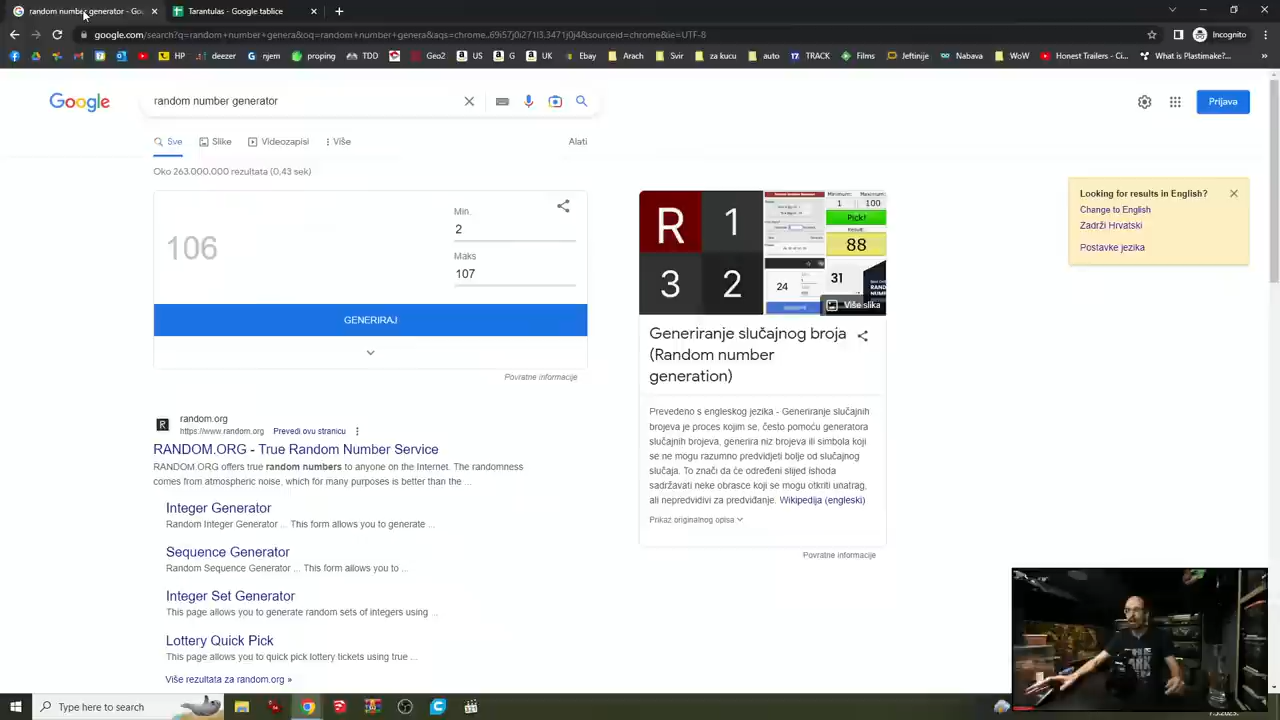 random number generator - Go
Tarantulas - Google tablice
google.com/search?q=random+number+genera&oq=random+number+genera&aqs=chrome..69i57j0i271l3.3471j0j4&sourceid=chrome&ie=UTF-8
Incognito
TDH
deezer
G njem
proping
ARACH
Geo2
US
US
UK
Ebay
Arach
Svir
za kucu
auto
17, TRACK
Films
Jeftinije
Nabava
WoW
Honest Trailers - Ci...
What is Plastimake?...
»
Google
random number generator
Prijava
Sve
Slike
Videozapisi
Više
Alati
Oko 263.000.000 rezultata (0,43 sek)
106
Min.
2
Maks
107
GENERIRAJ
Povratne informacije
random.org
https://www.random.org
Prevedi ovu stranicu
RANDOM.ORG - True Random Number Service
RANDOM.ORG offers true random numbers to anyone on the Internet. The randomness
comes from atmospheric noise, which for many purposes is better than the ...
Integer Generator
Random Integer Generator ... This form allows you to generate ...
Sequence Generator
Random Sequence Generator ... This form allows you to ...
Integer Set Generator
This page allows you to generate random sets of integers using ...
Lottery Quick Pick
This page allows you to quick pick lottery tickets using true ...
Više rezultata za random.org »
R
1
3
2
Minimum:
Maximum:
1
100
Pick!
88
24
31
Više slika
Generiranje slučajnog broja
(Random number
generation)
Prevedeno s engleskog jezika - Generiranje slučajnih
brojeva je proces kojim se, često pomoću generatora
slučajnih brojeva, generira niz brojeva ili simbola koji
se ne mogu razumno predvidjeti bolje od slučajnog
slučaja. To znači da će određeni slijed ishoda
sadržavati neke obrasce koji se mogu otkriti unatrag,
ali nepredvidivi za predviđanje. Wikipedija (engleski)
Prikaz originalnog opisa
Povratne informacije
Looking for results in English?
Change to English
Zadrži Hrvatski
Postavke jezika
Type here to search